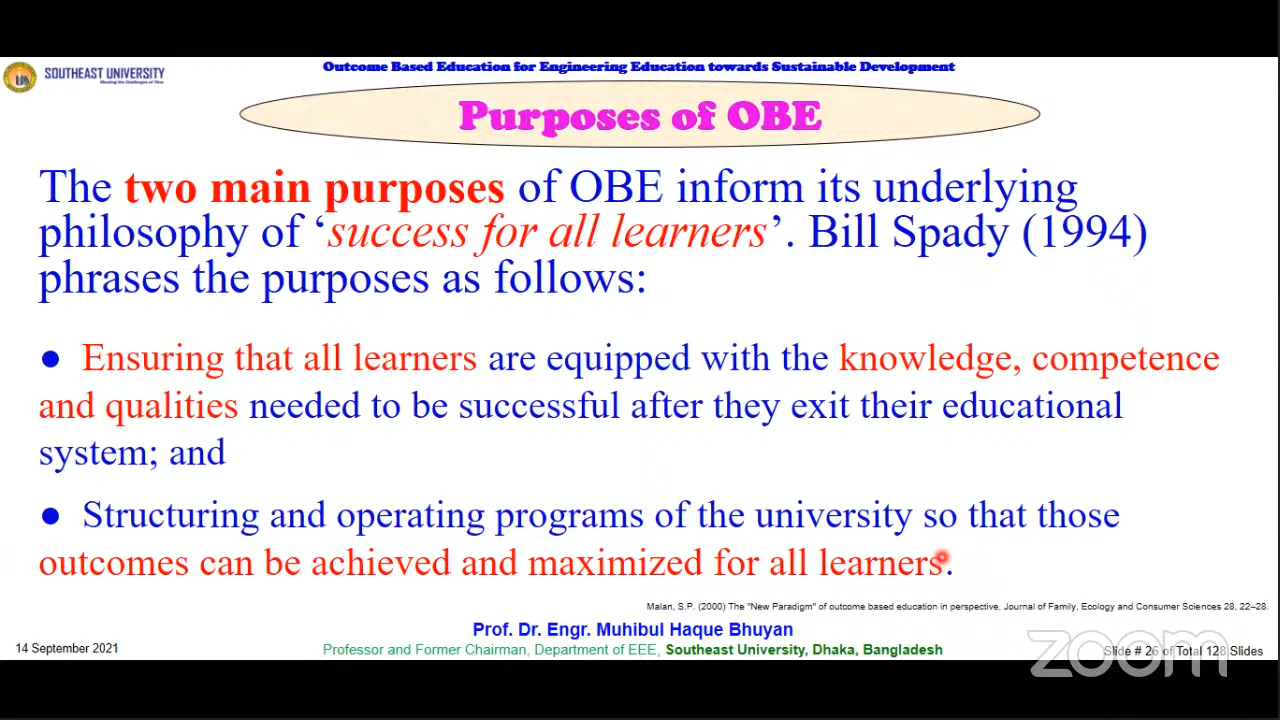 SOUTHEAST UNIVERSITY
Meeting the Challenges of Time
Outcome Based Education for Engineering Education towards Sustainable Development
Purposes of OBE
The two main purposes of OBE inform its underlying
philosophy of ‘success for all learners’. Bill Spady (1994)
phrases the purposes as follows:
● Ensuring that all learners are equipped with the knowledge, competence
and qualities needed to be successful after they exit their educational
system; and
● Structuring and operating programs of the university so that those
outcomes can be achieved and maximized for all learners.
Malan, S.P. (2000) The "New Paradigm" of outcome based education in perspective. Journal of Family, Ecology and Consumer Sciences 28, 22–28.
Prof. Dr. Engr. Muhibul Haque Bhuyan
14 September 2021
Professor and Former Chairman, Department of EEE, Southeast University, Dhaka, Bangladesh
Slide # 26 of Total 128 Slides
zoom